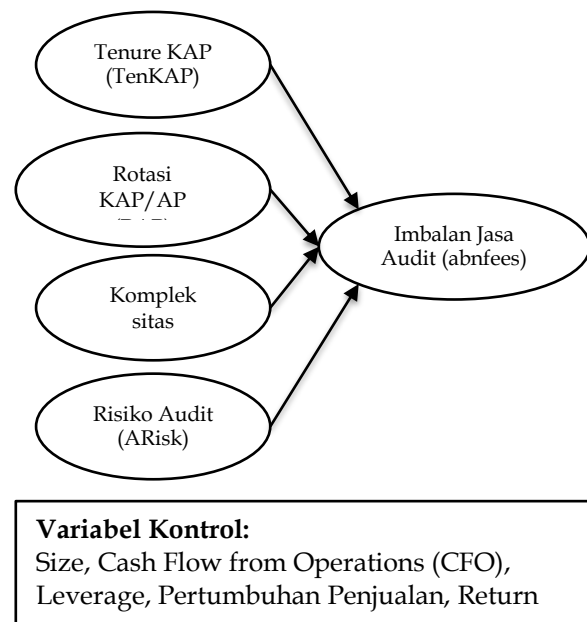 Tenure KAP
(TenKAP)
Rotasi
KAP/AP
Komplek
sitas
Risiko Audit
(ARisk)
Imbalan Jasa
Audit (abnfees)
Variabel Kontrol:
Size, Cash Flow from Operations (CFO),
Leverage, Pertumbuhan Penjualan, Return